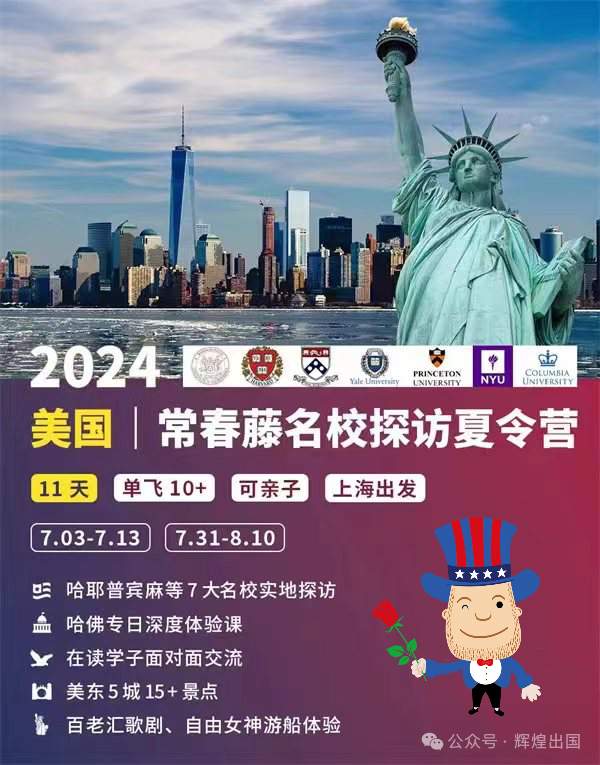 2024
HARVARD
Yale University
PRINCETON UNIVERSITY
NYU
COLUMBIA UNIVERSITY
美国｜常春藤名校探访夏令营
11 天 单飞 10+ 可亲子 上海出发
7.03-7.13 7.31-8.10
哈耶普宾麻等 7 大名校实地探访
哈佛专日深度体验课
在读学子面对面交流
美东 5 城 15+ 景点
百老汇歌剧、自由女神游船体验
公众号 · 辉煌出国